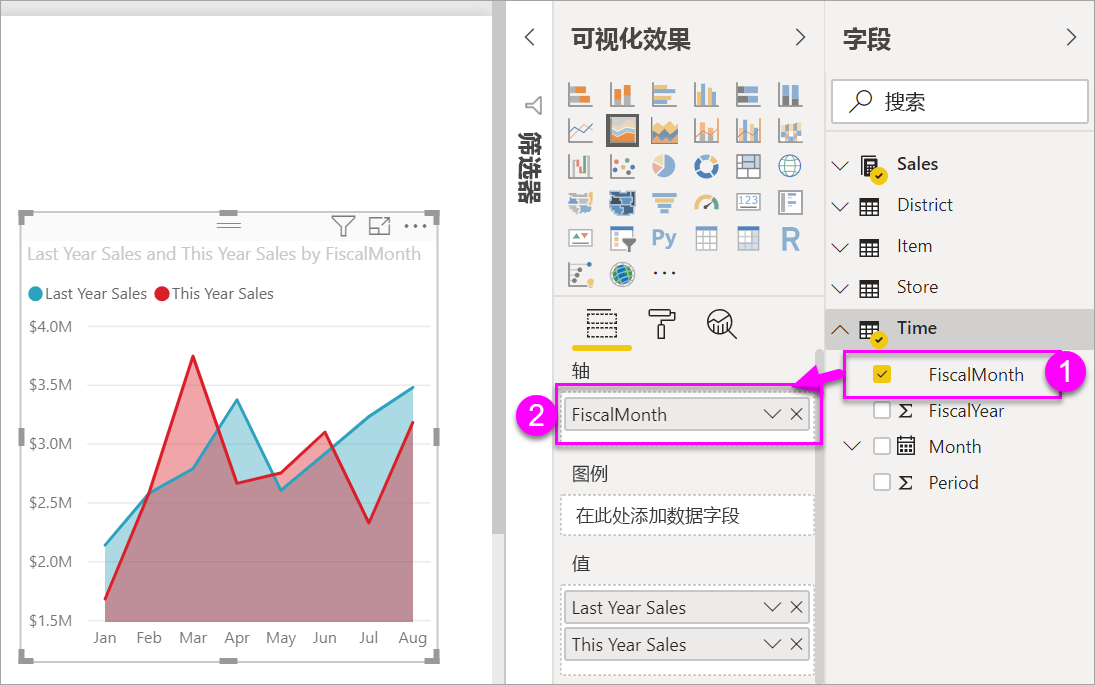 Last Year Sales and This Year Sales by FiscalMonth
Last Year Sales This Year Sales
$4.0M
$3.5M
$3.0M
$2.5M
$2.0M
$1.5M
Jan Feb Mar Apr May Jun Jul Aug
筛选器
可视化效果
123
Py
R
轴
2
FiscalMonth
图例
在此处添加数据字段
值
Last Year Sales
This Year Sales
字段
搜索
Sales
District
Item
Store
Time
FiscalMonth
1
Σ FiscalYear
Month
Σ Period